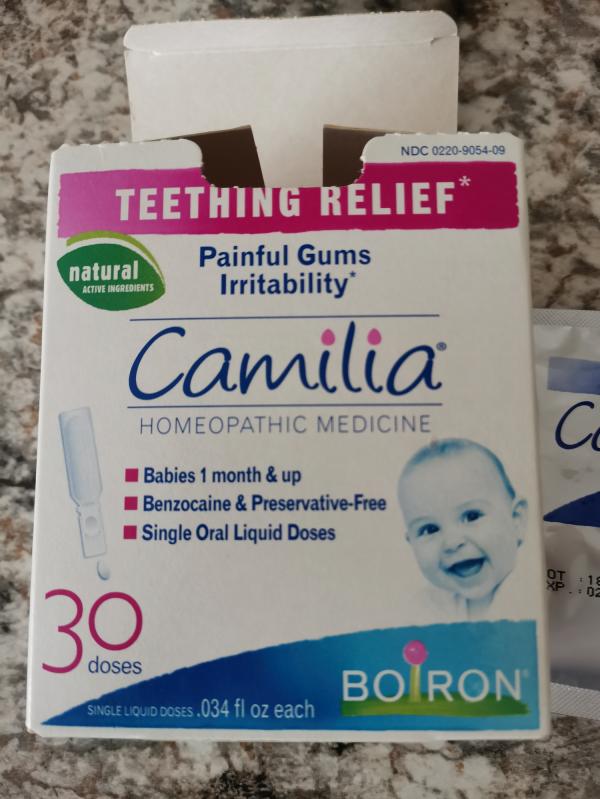 NDC 0220-9054-09
TEETHING RELIEF*
natural
ACTIVE INGREDIENTS
Painful Gums
Irritability*
Camilia®
HOMEOPATHIC MEDICINE
Babies 1 month & up
Benzocaine & Preservative-Free
Single Oral Liquid Doses
30
doses
SINGLE LIQUID DOSES .034 fl oz each
BOIRON®